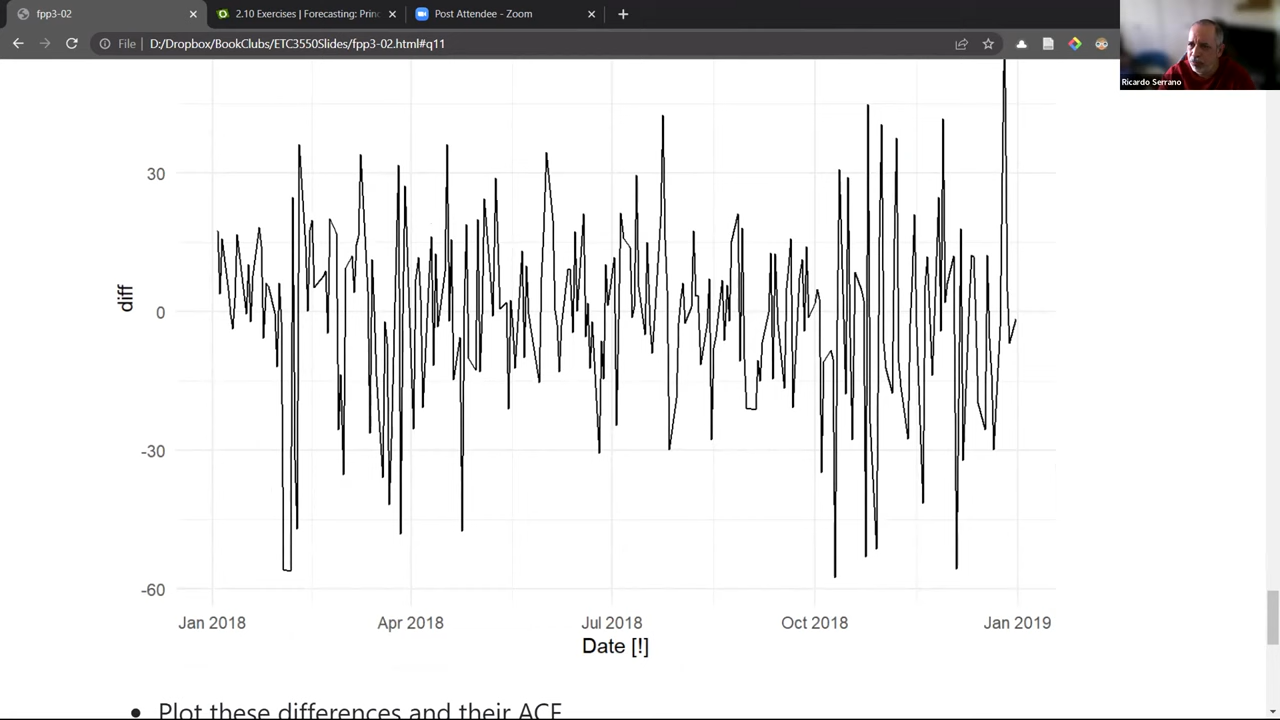 fpp3-02
2.10 Exercises | Forecasting: Princ
Post Attendee - Zoom
File
D:/Dropbox/BookClubs/ETC3550Slides/fpp3-02.html#q11
Ricardo Serrano
30
0
-30
-60
diff
Jan 2018
Apr 2018
Jul 2018
Oct 2018
Jan 2019
Date [!]
• Plot these differences and their ACF